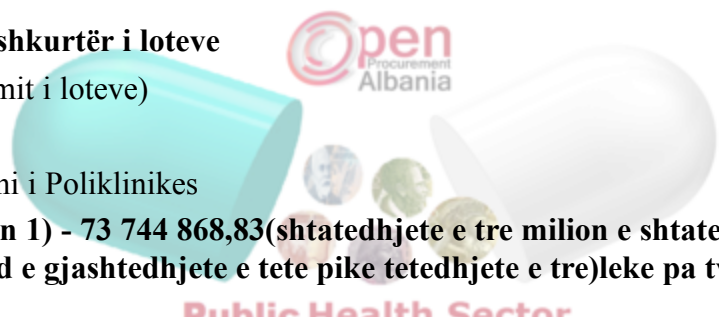 shkurtër i loteve
Open
Procurement
Albania
mit i loteve)
ni i Poliklinikes
n 1) - 73 744 868,83(shtatedhjete e tre milion e shtate
d e gjashtedhjete e tete pike tetedhjete e tre)leke pa tv
Public Health Sector